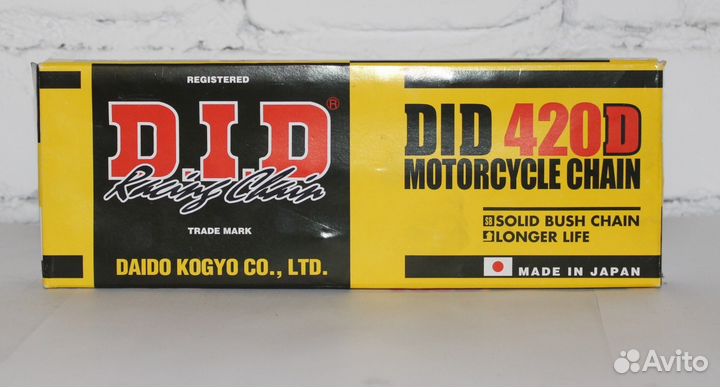 REGISTERED
D.I.D®
Racing Chain
TRADE MARK
DAIDO KOGYO CO., LTD.
DID 420D
MOTORCYCLE CHAIN
SB SOLID BUSH CHAIN
LONGER LIFE
MADE IN JAPAN
Avito